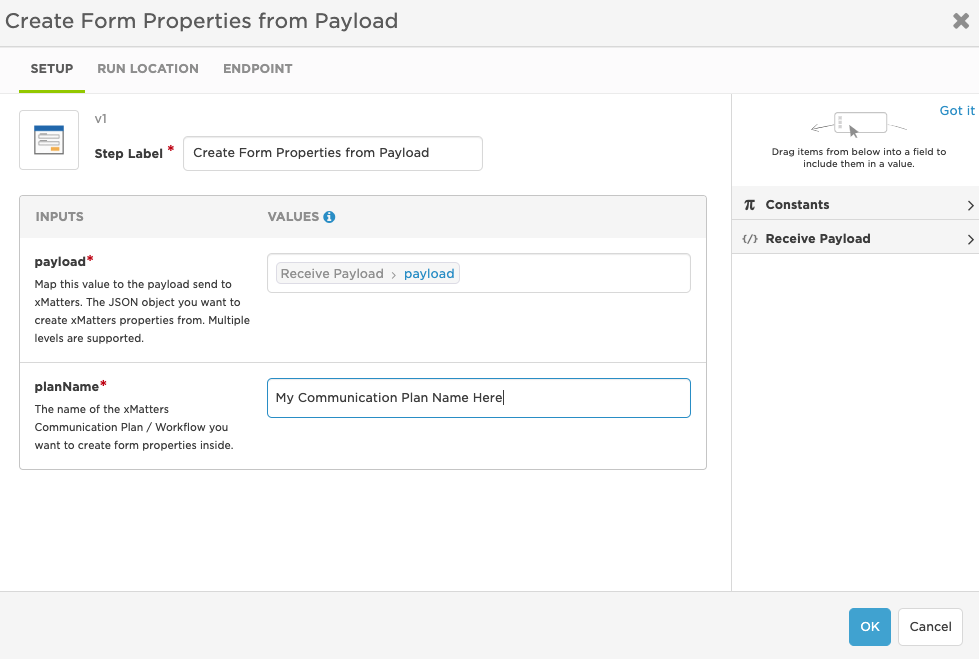 Create Form Properties from Payload
SETUP RUN LOCATION ENDPOINT
v1
Step Label * Create Form Properties from Payload
INPUTS VALUES
payload*
Map this value to the payload send to
xMatters. The JSON object you want to
create xMatters properties from. Multiple
levels are supported.
Receive Payload > payload
planName*
The name of the xMatters
Communication Plan / Workflow you
want to create form properties inside.
My Communication Plan Name Here
Got it
Drag items from below into a field to
include them in a value.
π Constants
{/} Receive Payload
OK Cancel